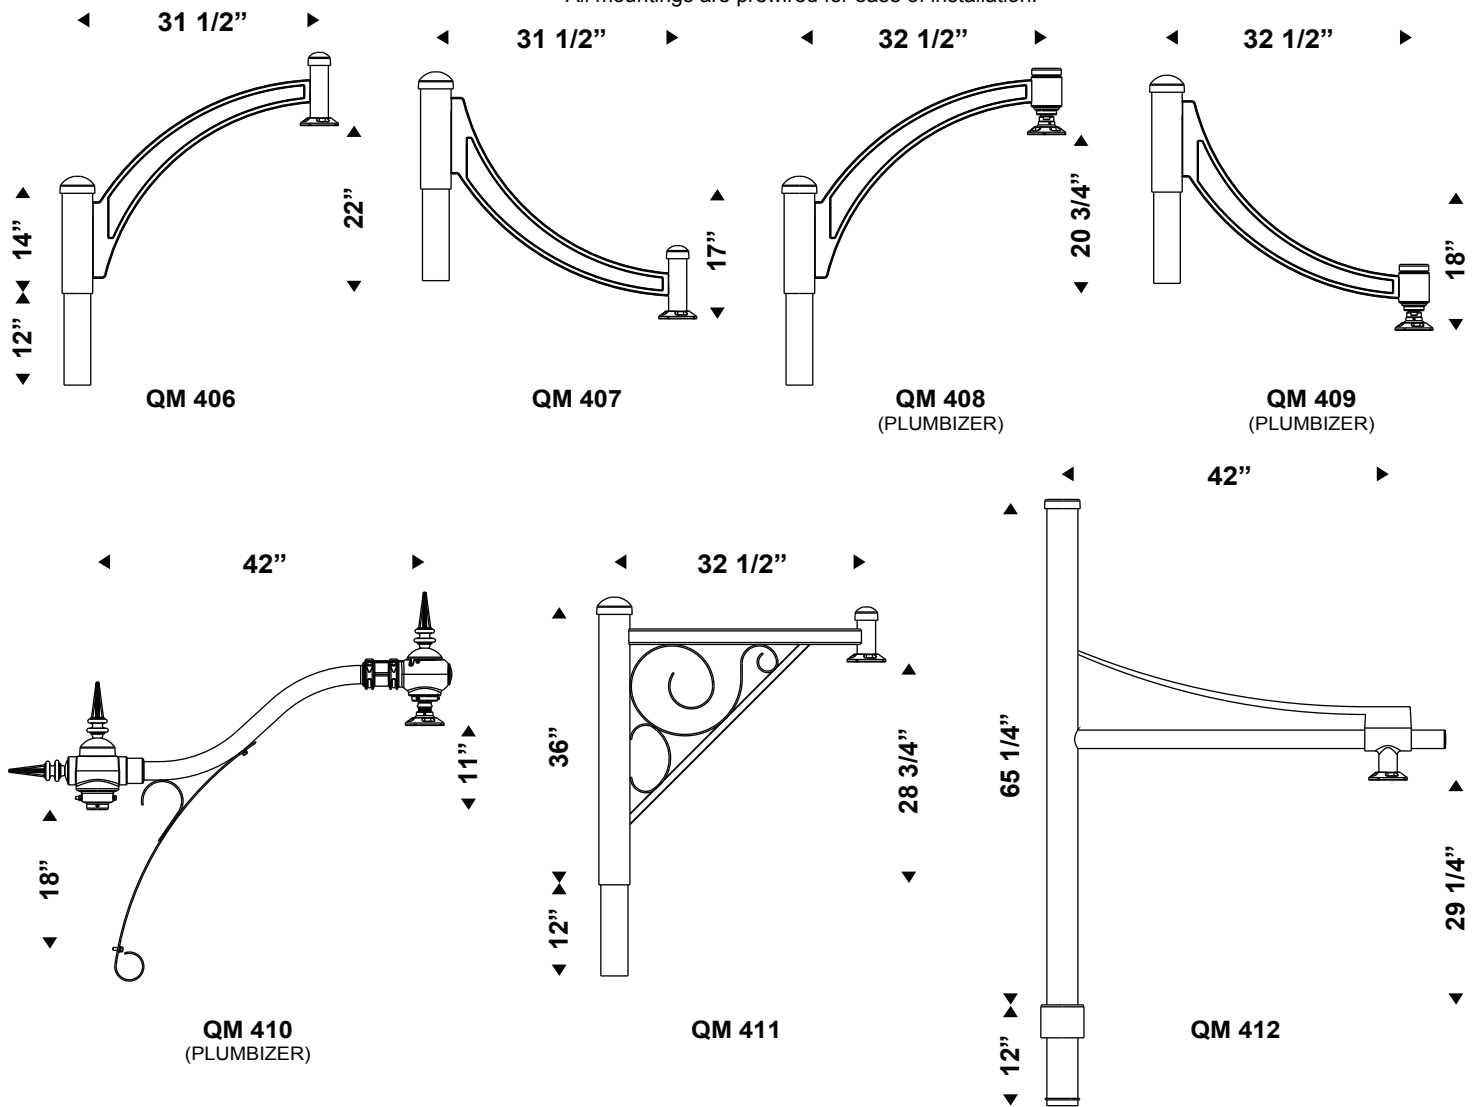 All mountings are prewired for ease of installation.
31 1/2”
31 1/2”
32 1/2”
32 1/2”
14”
12”
22”
17”
20 3/4”
18”
QM 406
QM 407
QM 408
(PLUMBIZER)
QM 409
(PLUMBIZER)
42”
32 1/2”
42”
18”
11”
36”
12”
28 3/4”
65 1/4”
12”
29 1/4”
QM 410
(PLUMBIZER)
QM 411
QM 412